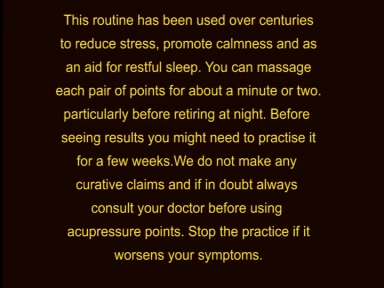 This routine has been used over centuries
to reduce stress, promote calmness and as
an aid for restful sleep. You can massage
each pair of points for about a minute or two.
particularly before retiring at night. Before
seeing results you might need to practise it
for a few weeks.We do not make any
curative claims and if in doubt always
consult your doctor before using
acupressure points. Stop the practice if it
worsens your symptoms.